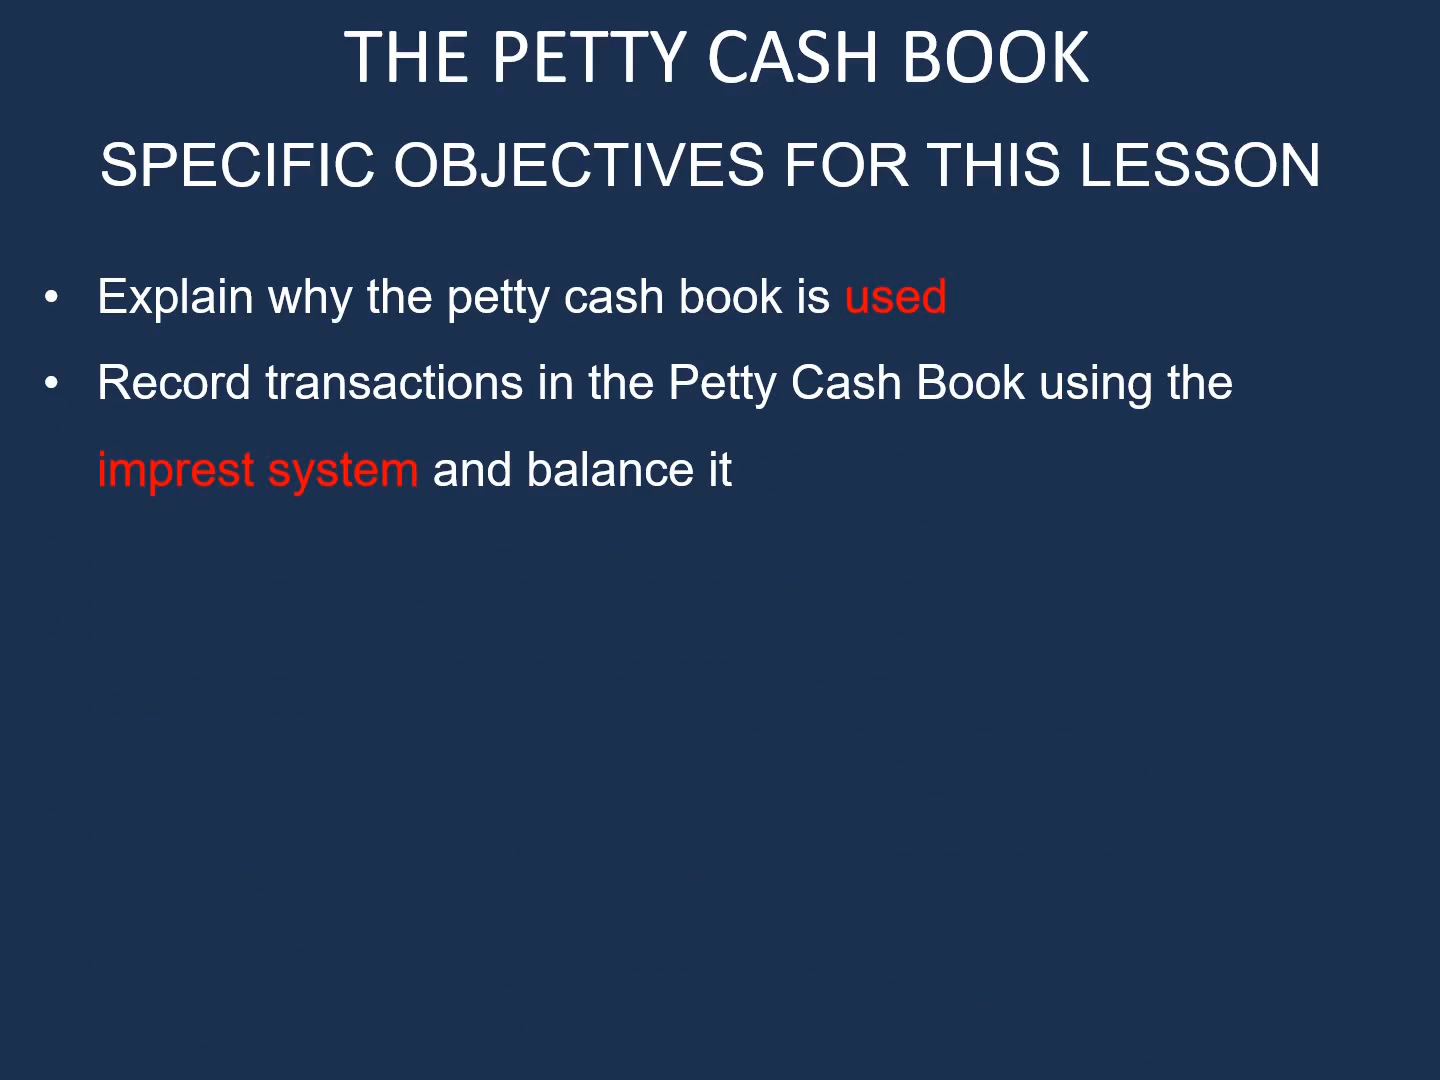 THE PETTY CASH BOOK
SPECIFIC OBJECTIVES FOR THIS LESSON
• Explain why the petty cash book is used
• Record transactions in the Petty Cash Book using the
imprest system and balance it